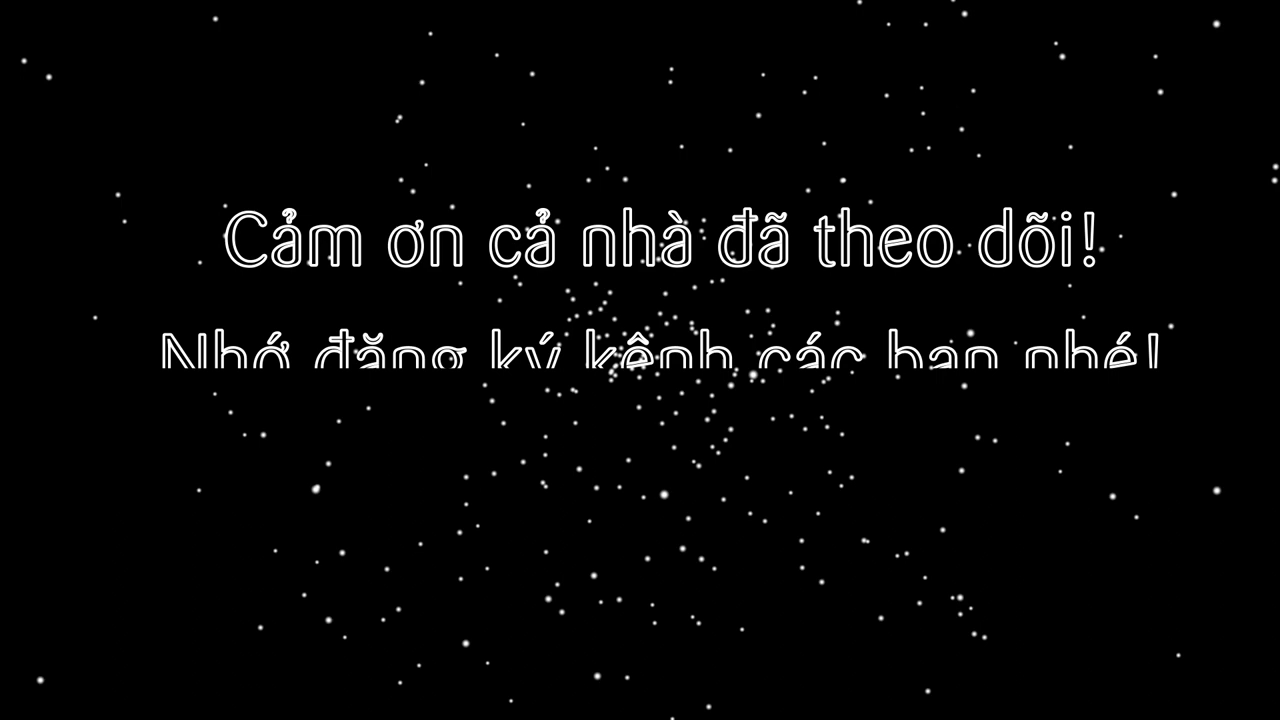 Cảm ơn cả nhà đã theo dõi!
Nhớ đăng ký kênh các bạn nhé!